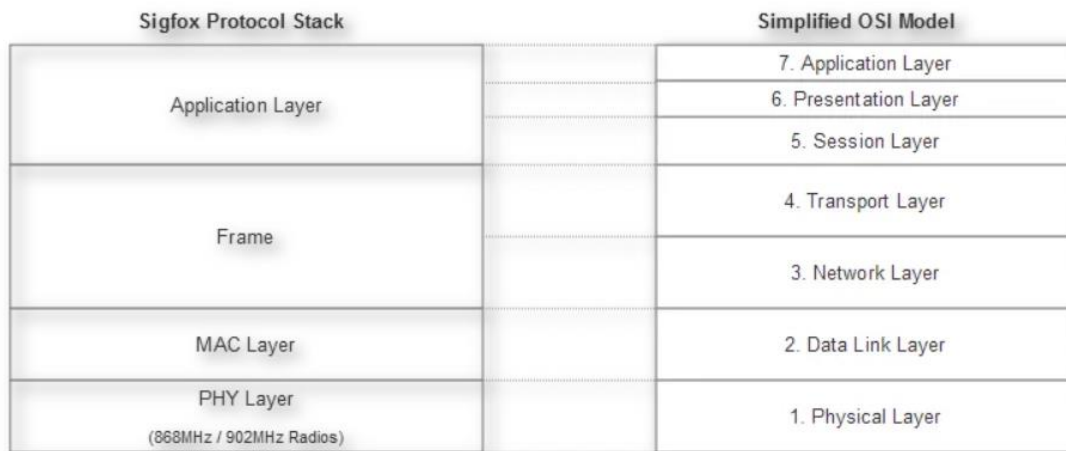 Sigfox Protocol Stack
Simplified OSI Model
Application Layer
7. Application Layer
6. Presentation Layer
5. Session Layer
Frame
4. Transport Layer
3. Network Layer
MAC Layer
2. Data Link Layer
PHY Layer
(868MHz / 902MHz Radios)
1. Physical Layer